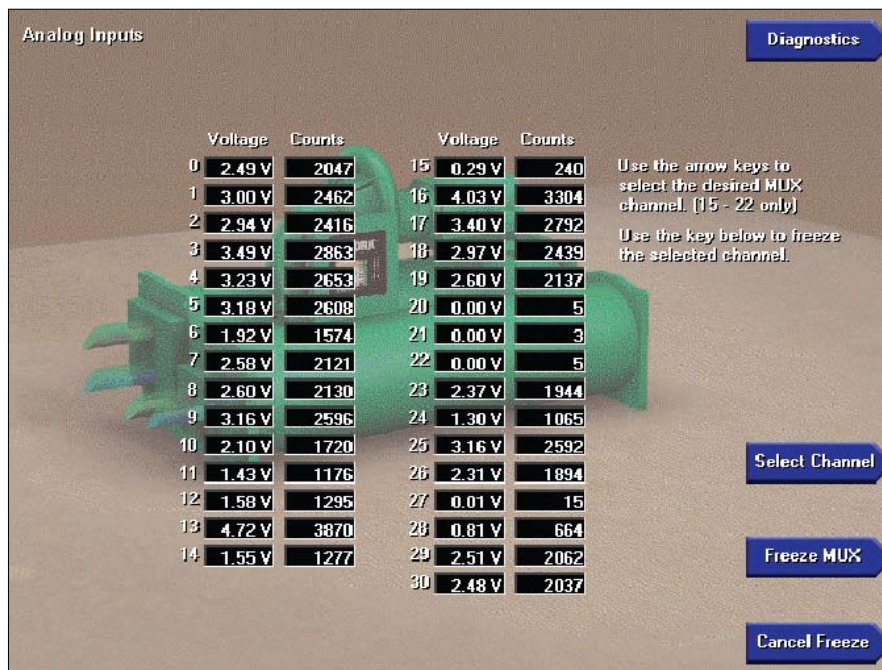 Analog Inputs
Diagnostics
Voltage Counts Voltage Counts
0 2.49 V 2047 15 0.29 V 240
1 3.00 V 2462 16 4.03 V 3304
2 2.94 V 2416 17 3.40 V 2792
3 3.49 V 2863 18 2.97 V 2439
4 3.23 V 2653 19 2.60 V 2137
5 3.18 V 2608 20 0.00 V 5
6 1.92 V 1574 21 0.00 V 3
7 2.58 V 2121 22 0.00 V 5
8 2.60 V 2130 23 2.37 V 1944
9 3.16 V 2596 24 1.30 V 1065
10 2.10 V 1720 25 3.16 V 2592
11 1.43 V 1176 26 2.31 V 1894
12 1.58 V 1295 27 0.01 V 15
13 4.72 V 3870 28 0.81 V 664
14 1.55 V 1277 29 2.51 V 2062
30 2.48 V 2037
Use the arrow keys to
select the desired MUX
channel. (15 - 22 only)
Use the key below to freeze
the selected channel.
Select Channel
Freeze MUX
Cancel Freeze